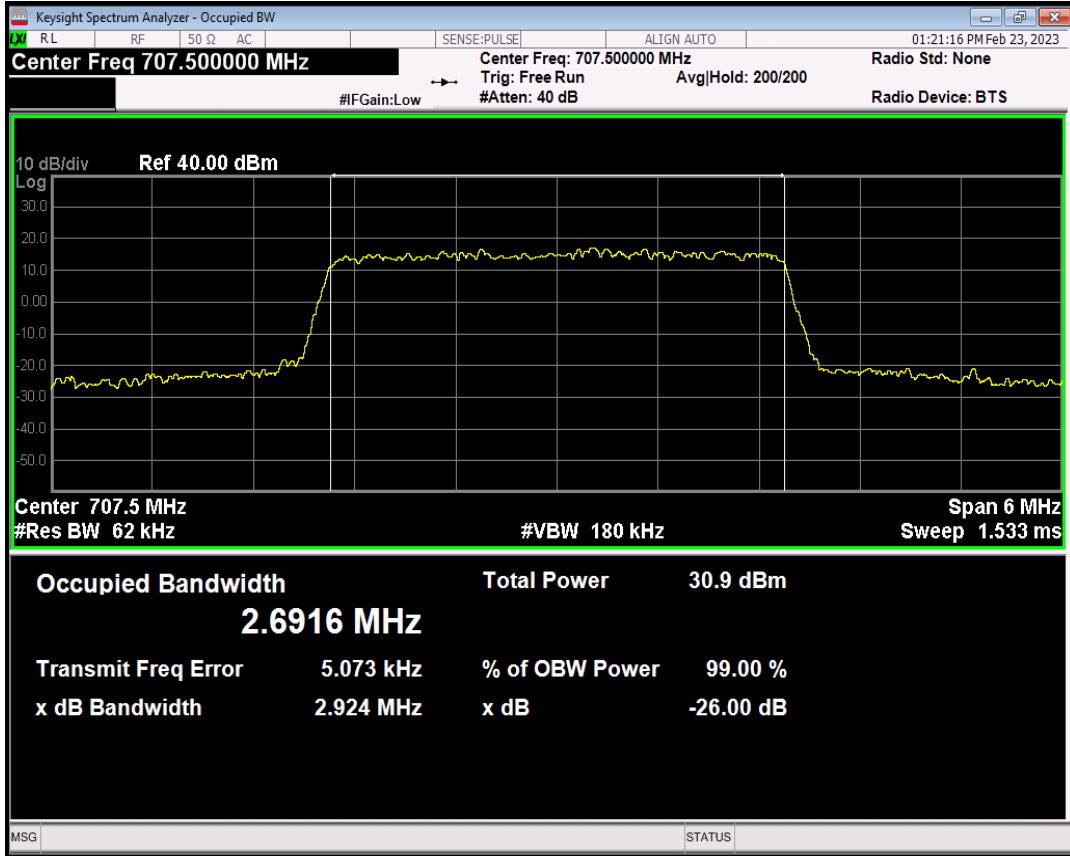 Keysight Spectrum Analyzer - Occupied BW
LXI RL RF 50 Ω AC SENSE:PULSE ALIGN AUTO 01:21:16 PM Feb 23, 2023
Center Freq 707.500000 MHz Center Freq: 707.500000 MHz Radio Std: None
Trig: Free Run Avg|Hold: 200/200
#IFGain:Low #Atten: 40 dB Radio Device: BTS
10 dB/div Ref 40.00 dBm
Log
30.0
20.0
10.0
0.00
-10.0
-20.0
-30.0
-40.0
-50.0
Center 707.5 MHz Span 6 MHz
#Res BW 62 kHz #VBW 180 kHz Sweep 1.533 ms
Occupied Bandwidth Total Power 30.9 dBm
2.6916 MHz
Transmit Freq Error 5.073 kHz % of OBW Power 99.00 %
x dB Bandwidth 2.924 MHz x dB -26.00 dB
MSG STATUS